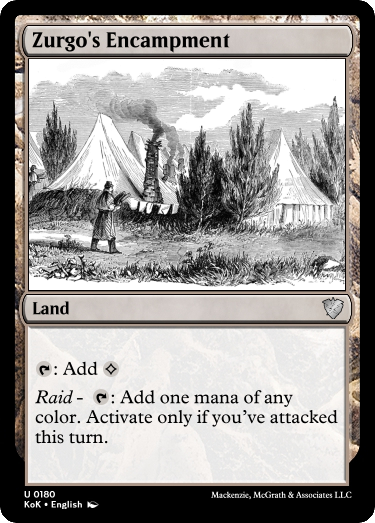 Zurgo's Encampment
Land
: Add
Raid - : Add one mana of any
color. Activate only if you've attacked
this turn.
U 0180
KoK • English
Mackenzie, McGrath & Associates LLC